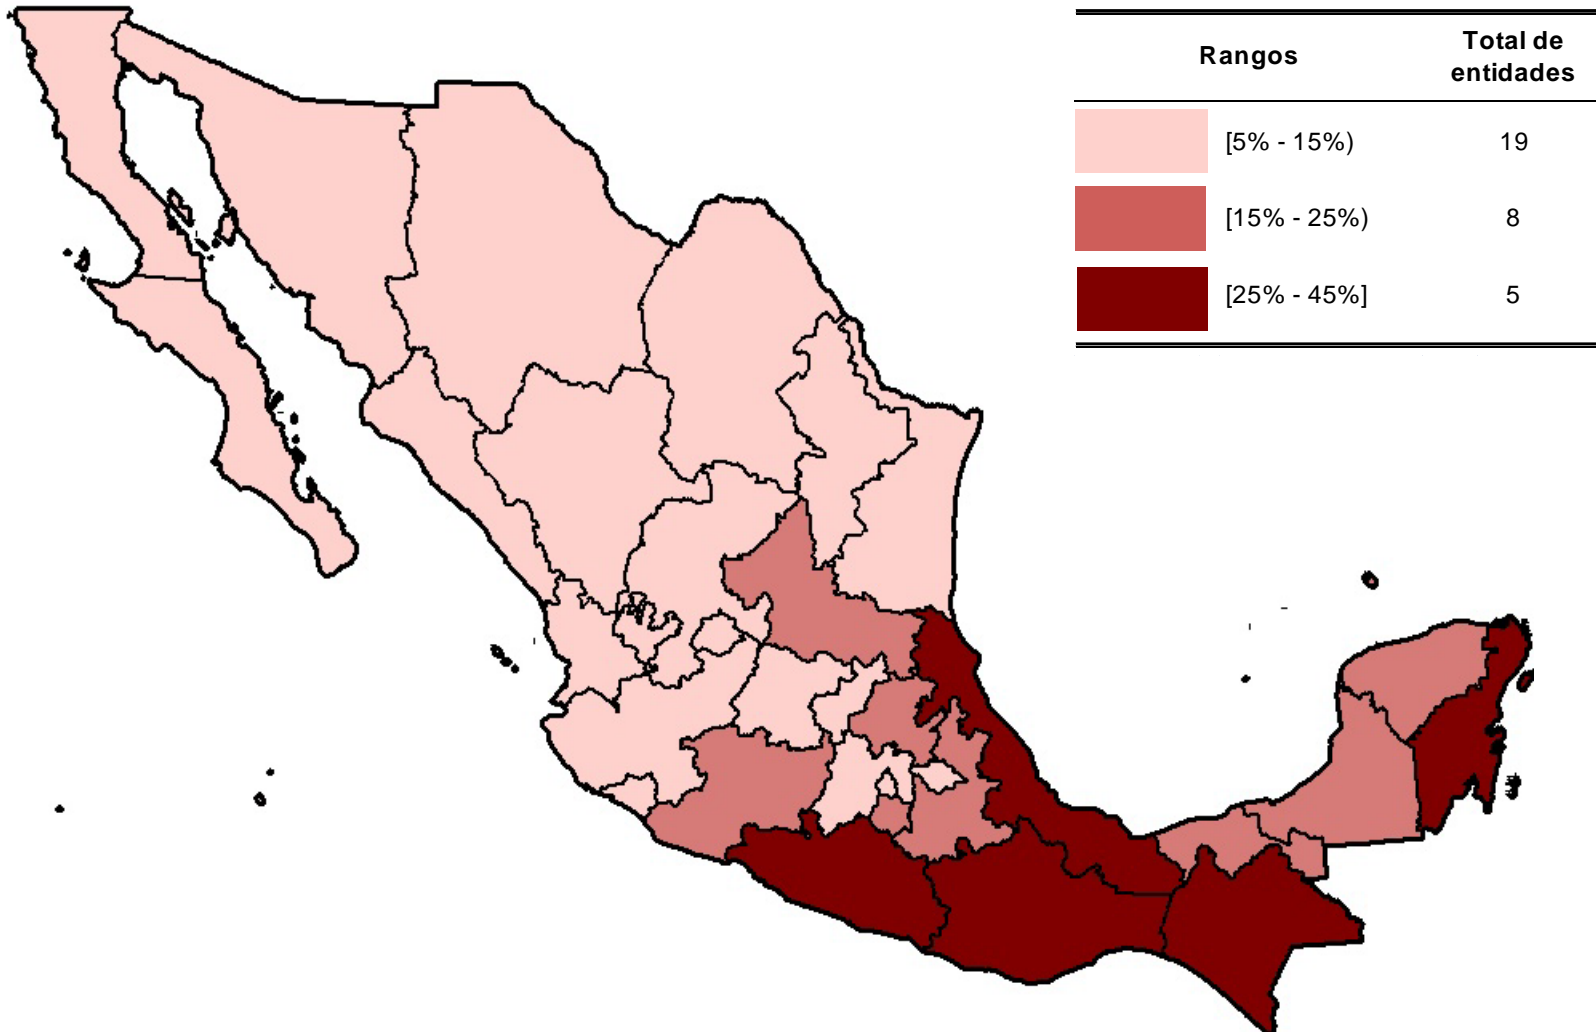 Rangos
Total de
entidades
[5% - 15%)
19
[15% - 25%)
8
[25% - 45%]
5